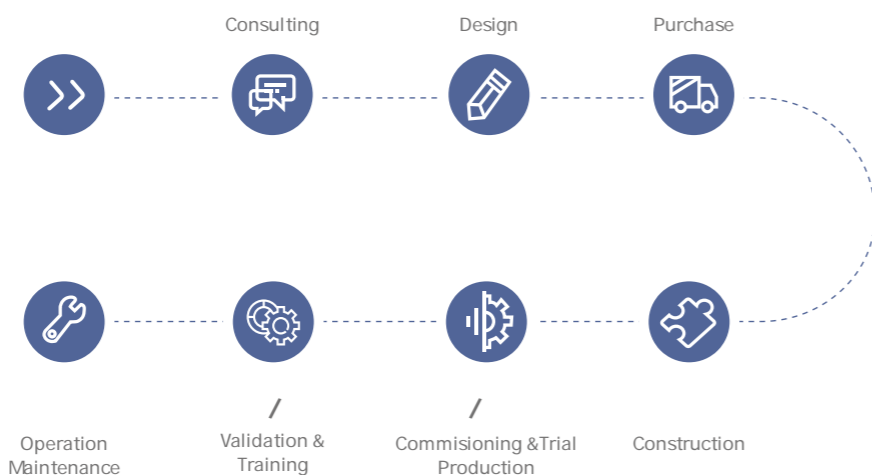 Consulting
Design
Purchase
/
/
Operation
Maintenance
Validation &
Training
Commisioning &Trial
Production
Construction